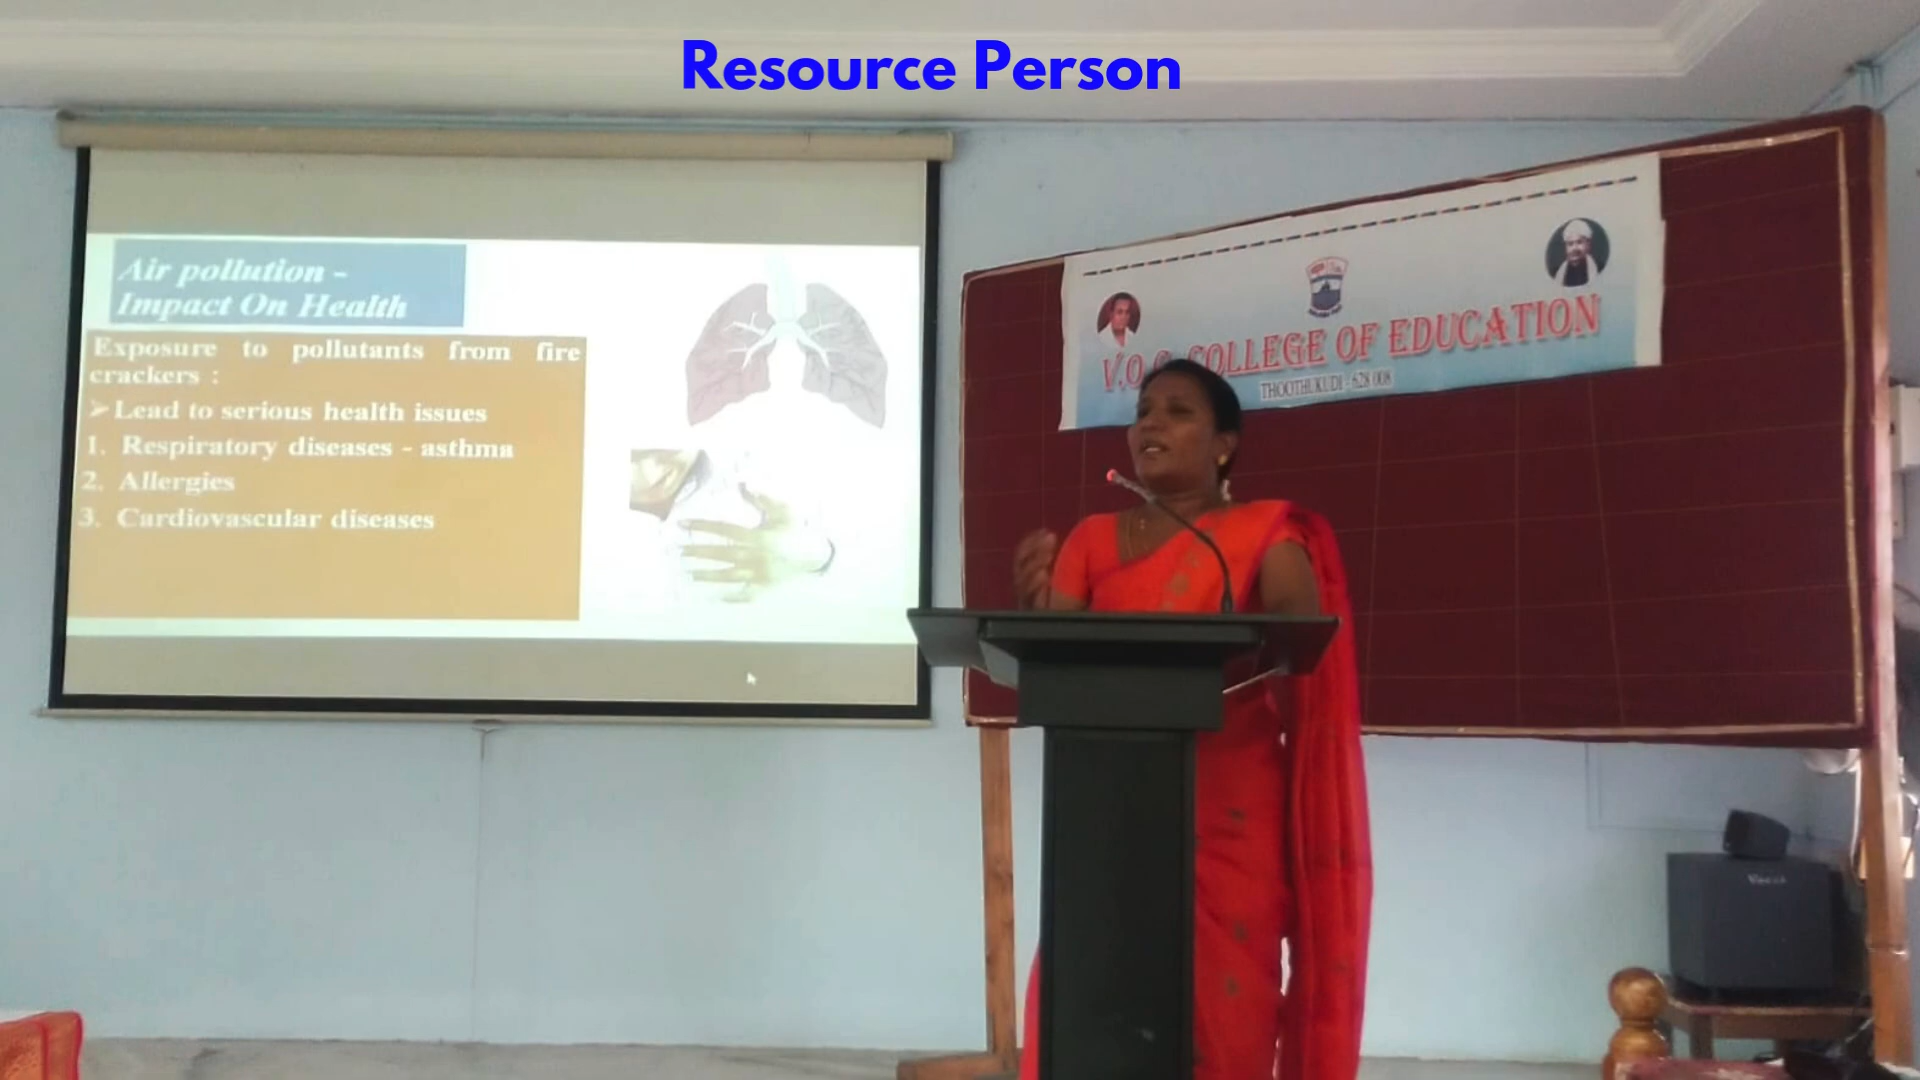 Resource Person
Air pollution -
Impact On Health
Exposure to pollutants from fire
crackers :
➢Lead to serious health issues
1. Respiratory diseases - asthma
2. Allergies
3. Cardiovascular diseases
V.O.C. COLLEGE OF EDUCATION
THOOTHUKUDI - 628 008